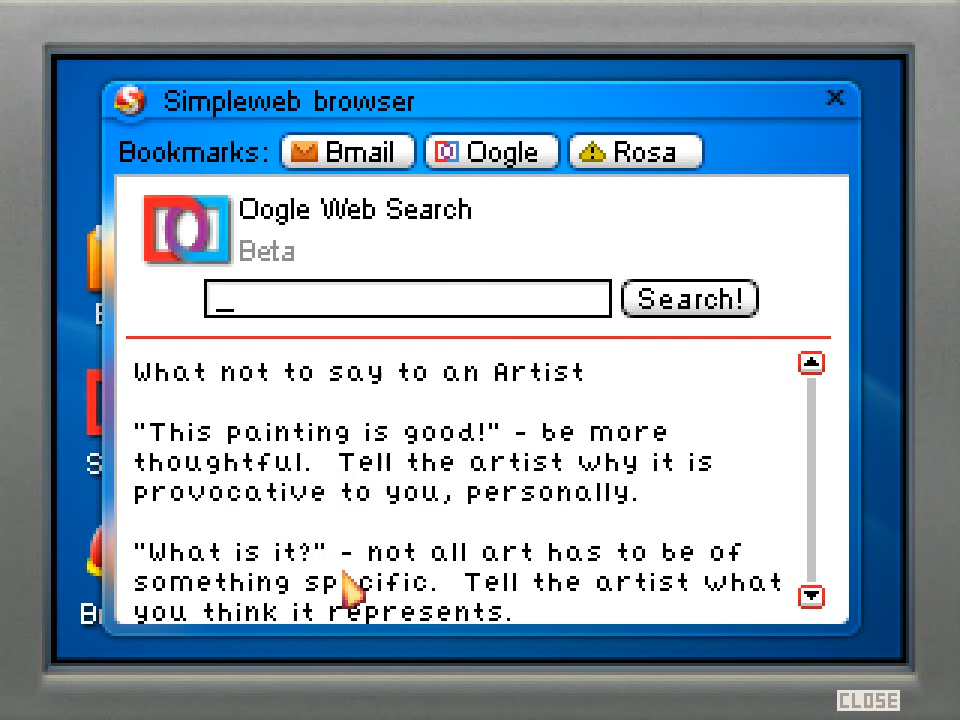 Simpleweb browser
Bookmarks: Bmail Oogle Rosa
Oogle Web Search
Beta
_ Search!
What not to say to an Artist
"This painting is good!" - be more
thoughtful. Tell the artist why it is
provocative to you, personally.
"What is it?" - not all art has to be of
something specific. Tell the artist what
you think it represents.
CLOSE